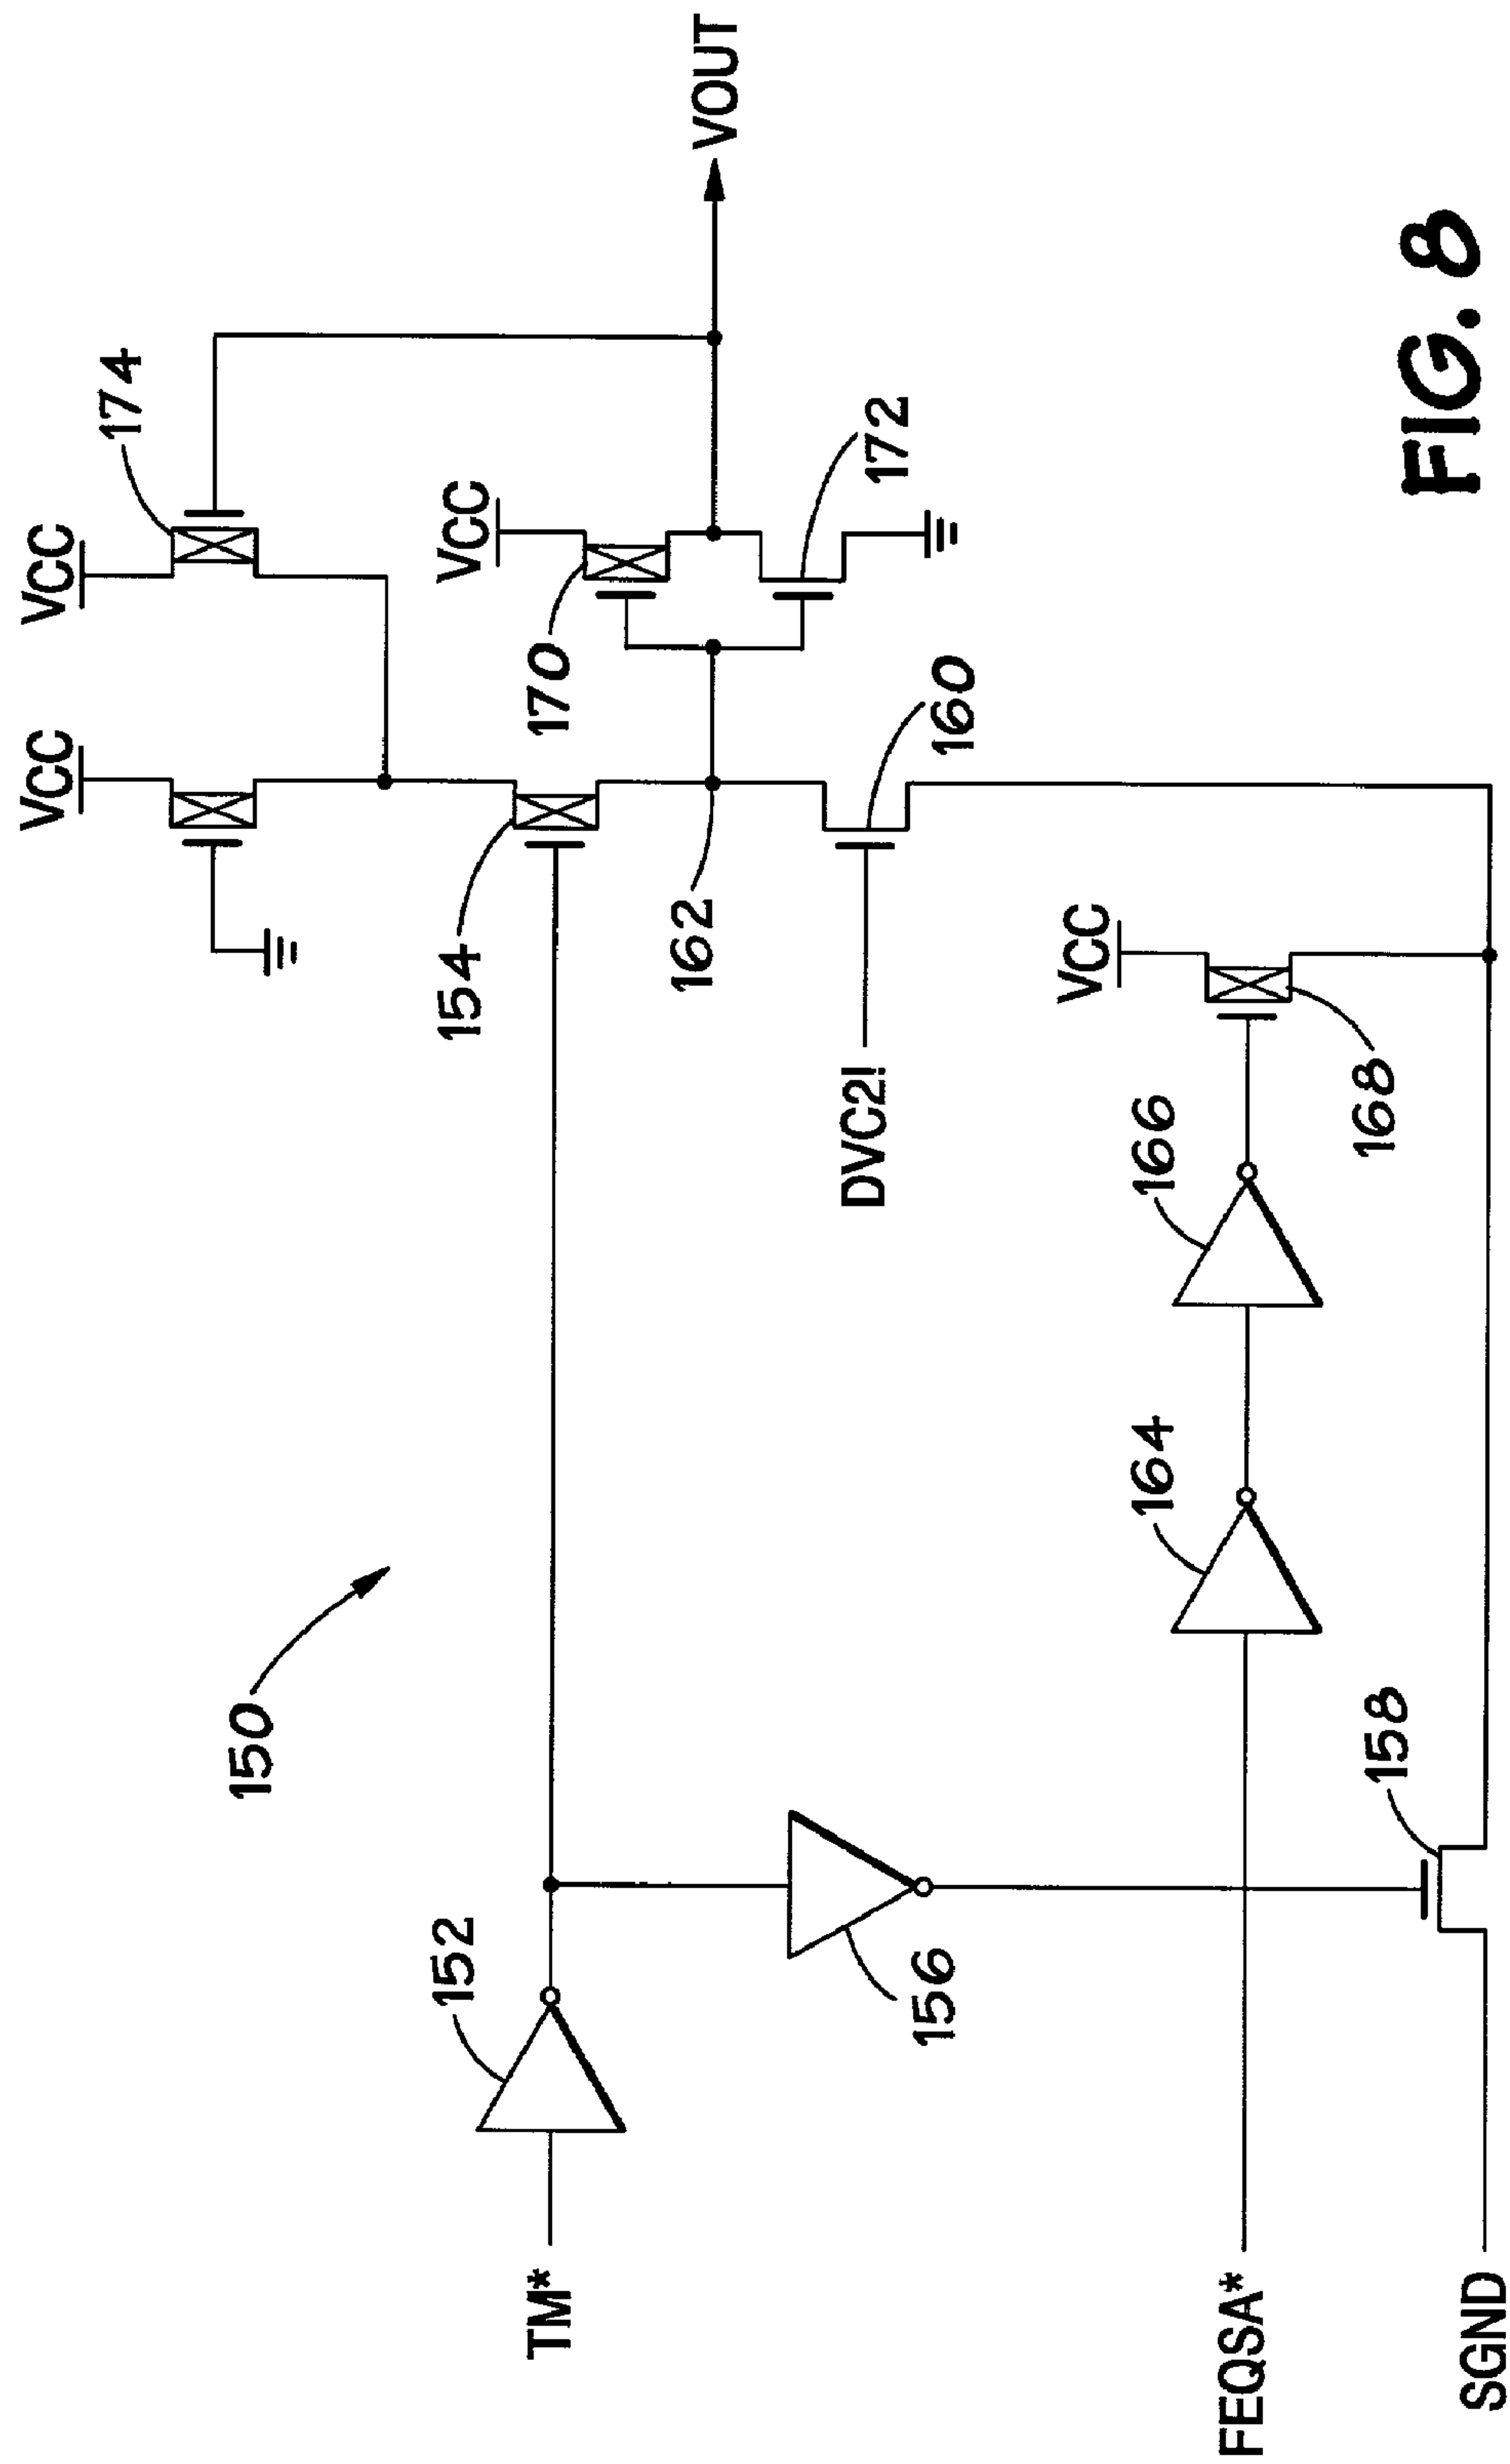 VCC
174
VCC
VCC
VOUT
170
172
154
162
160
DVC2!
VCC
150
152
156
164
166
168
158
TM*
FEQSA*
SGND
FIG. 8